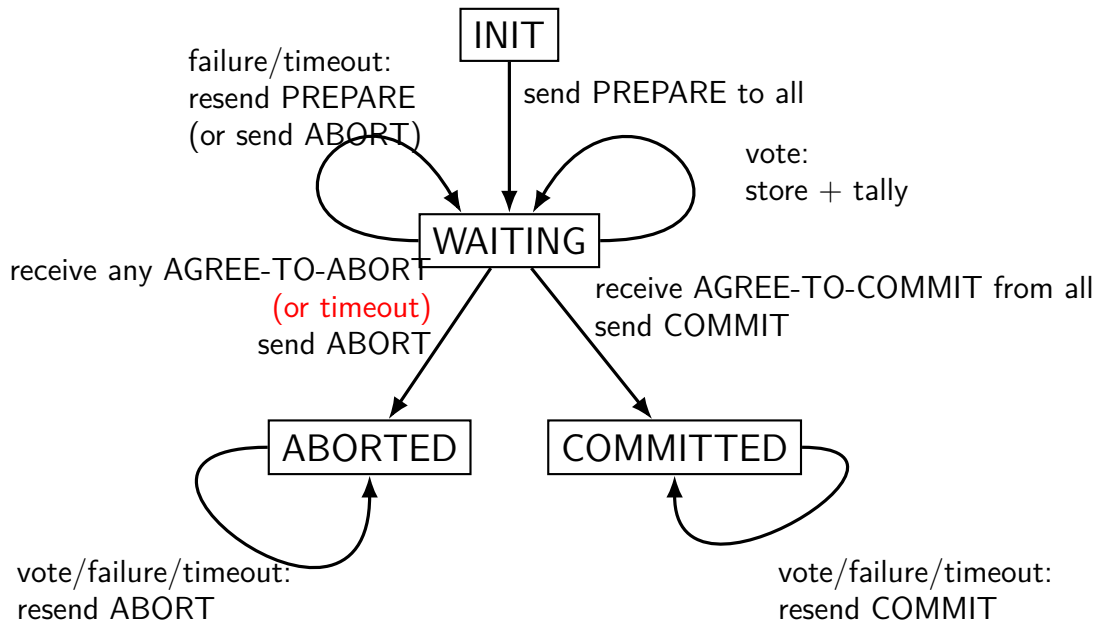 INIT
failure/timeout:
resend PREPARE
(or send ABORT)
send PREPARE to all
vote:
store + tally
WAITING
receive any AGREE-TO-ABORT
(or timeout)
send ABORT
receive AGREE-TO-COMMIT from all
send COMMIT
ABORTED
COMMITTED
vote/failure/timeout:
resend ABORT
vote/failure/timeout:
resend COMMIT